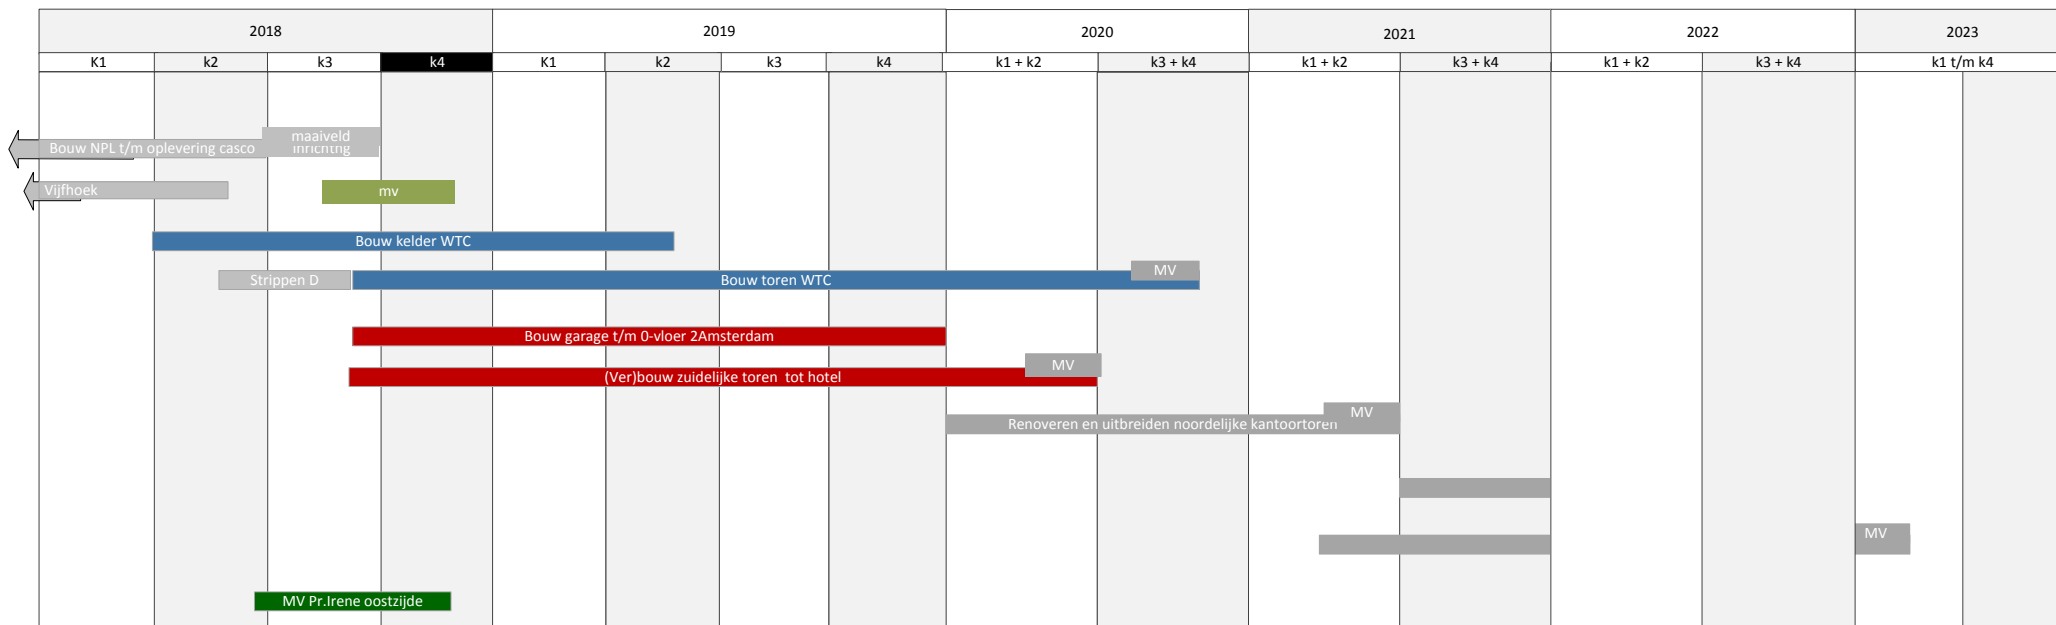 2018 2019 2020 2021 2022 2023
K1 k2 k3 k4 K1 k2 k3 k4 k1 + k2 k3 + k4 k1 + k2 k3 + k4 k1 + k2 k3 + k4 k1 t/m k4
maaiveld
Bouw NPL t/m oplevering casco inrichtng
Vijfhoek mv
Bouw kelder WTC
MV
Strippen D Bouw toren WTC
Bouw garage t/m 0-vloer 2Amsterdam
MV
(Ver)bouw zuidelijke toren tot hotel
MV
Renoveren en uitbreiden noordelijke kantoortoren
MV
MV Pr.Irene oostzijde